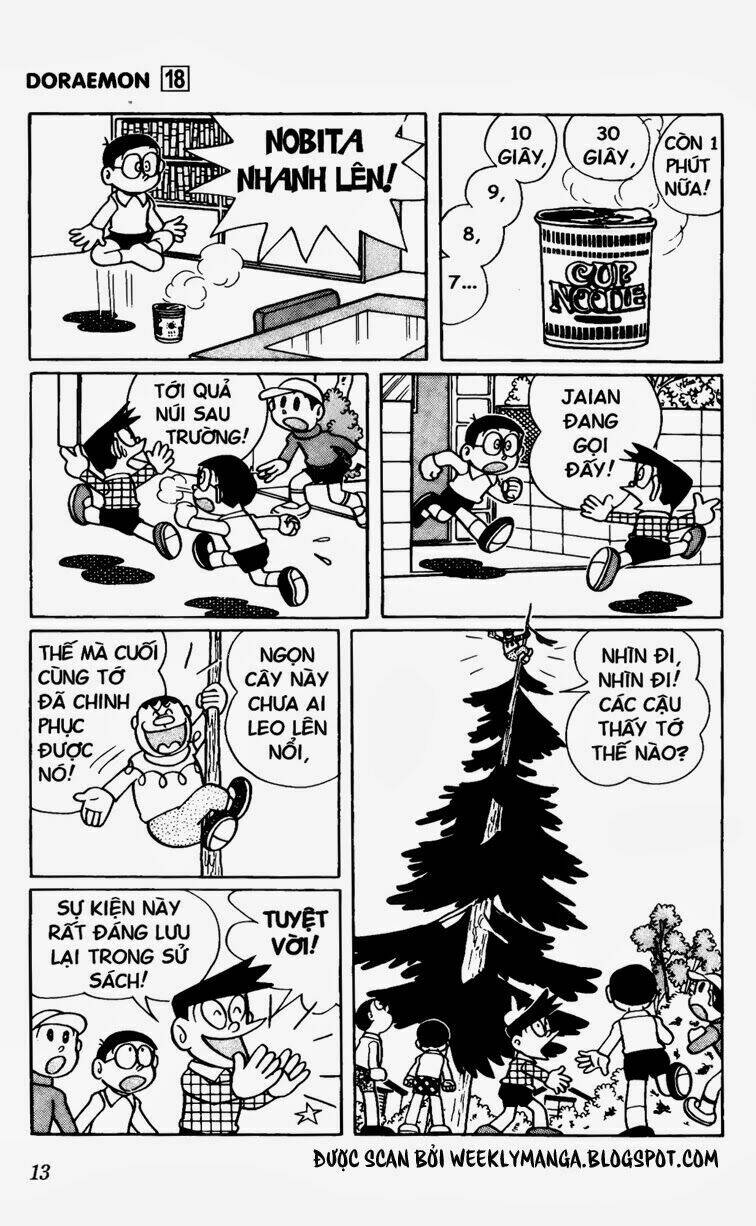 DORAEMON 18
CÒN 1
PHÚT
NỮA!
30
GIÂY,
10
GIÂY,
9,
8,
7...
NOBITA
NHANH LÊN!
CUP
NOODLE
JAIAN
ĐANG
GỌI
ĐẤY!
TỚI QUẢ
NÚI SAU
TRƯỜNG!
NHÌN ĐI,
NHÌN ĐI!
CÁC CẬU
THẤY TỚ
THẾ NÀO?
NGỌN
CÂY NÀY
CHƯA AI
LEO LÊN
NỔI,
THẾ MÀ CUỐI
CÙNG TỚ
ĐÃ CHINH
PHỤC
ĐƯỢC
NÓ!
TUYỆT
VỜI!
SỰ KIỆN NÀY
RẤT ĐÁNG LƯU
LẠI TRONG SỬ
SÁCH!
13
ĐƯỢC SCAN BỞI WEEKLYMANGA.BLOGSPOT.COM